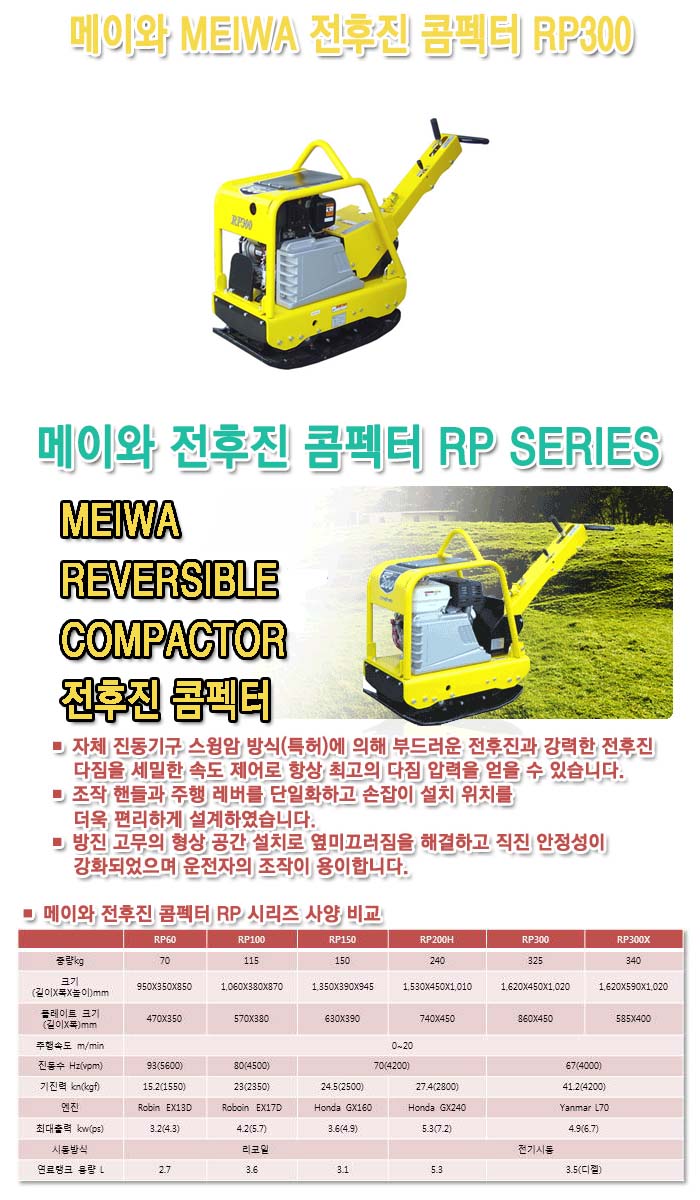 메이와 MEIWA 전후진 콤펙터 RP300
RP300
메이와 전후진 콤펙터 RP SERIES
MEIWA
REVERSIBLE
COMPACTOR
전후진 콤펙터
■ 자체 진동기구 스윙암 방식(특허)에 의해 부드러운 전후진과 강력한 전후진
다짐을 세밀한 속도 제어로 항상 최고의 다짐 압력을 얻을 수 있습니다.
■ 조작 핸들과 주행 레버를 단일화하고 손잡이 설치 위치를
더욱 편리하게 설계하였습니다.
■ 방진 고무의 형상 공간 설치로 옆미끄러짐을 해결하고 직진 안정성이
강화되었으며 운전자의 조작이 용이합니다.
■ 메이와 전후진 콤펙터 RP 시리즈 사양 비교
RP60 RP100 RP150 RP200H RP300 RP300X
중량kg 70 115 150 240 325 340
크기
(길이X폭X높이)mm 950X350X850 1,060X380X870 1,350X390X945 1,530X450X1,010 1,620X450X1,020 1,620X590X1,020
플레이트 크기
(길이X폭)mm 470X350 570X380 630X390 740X450 860X450 585X400
주행속도 m/min 0~20
진동수 Hz(vpm) 93(5600) 80(4500) 70(4200) 67(4000)
기진력 kn(kgf) 15.2(1550) 23(2350) 24.5(2500) 27.4(2800) 41.2(4200)
엔진 Robin EX13D Roboin EX17D Honda GX160 Honda GX240 Yanmar L70
최대출력 kw(ps) 3.2(4.3) 4.2(5.7) 3.6(4.9) 5.3(7.2) 4.9(6.7)
시동방식 리코일 전기시동
연료탱크 용량 L 2.7 3.6 3.1 5.3 3.5(디젤)